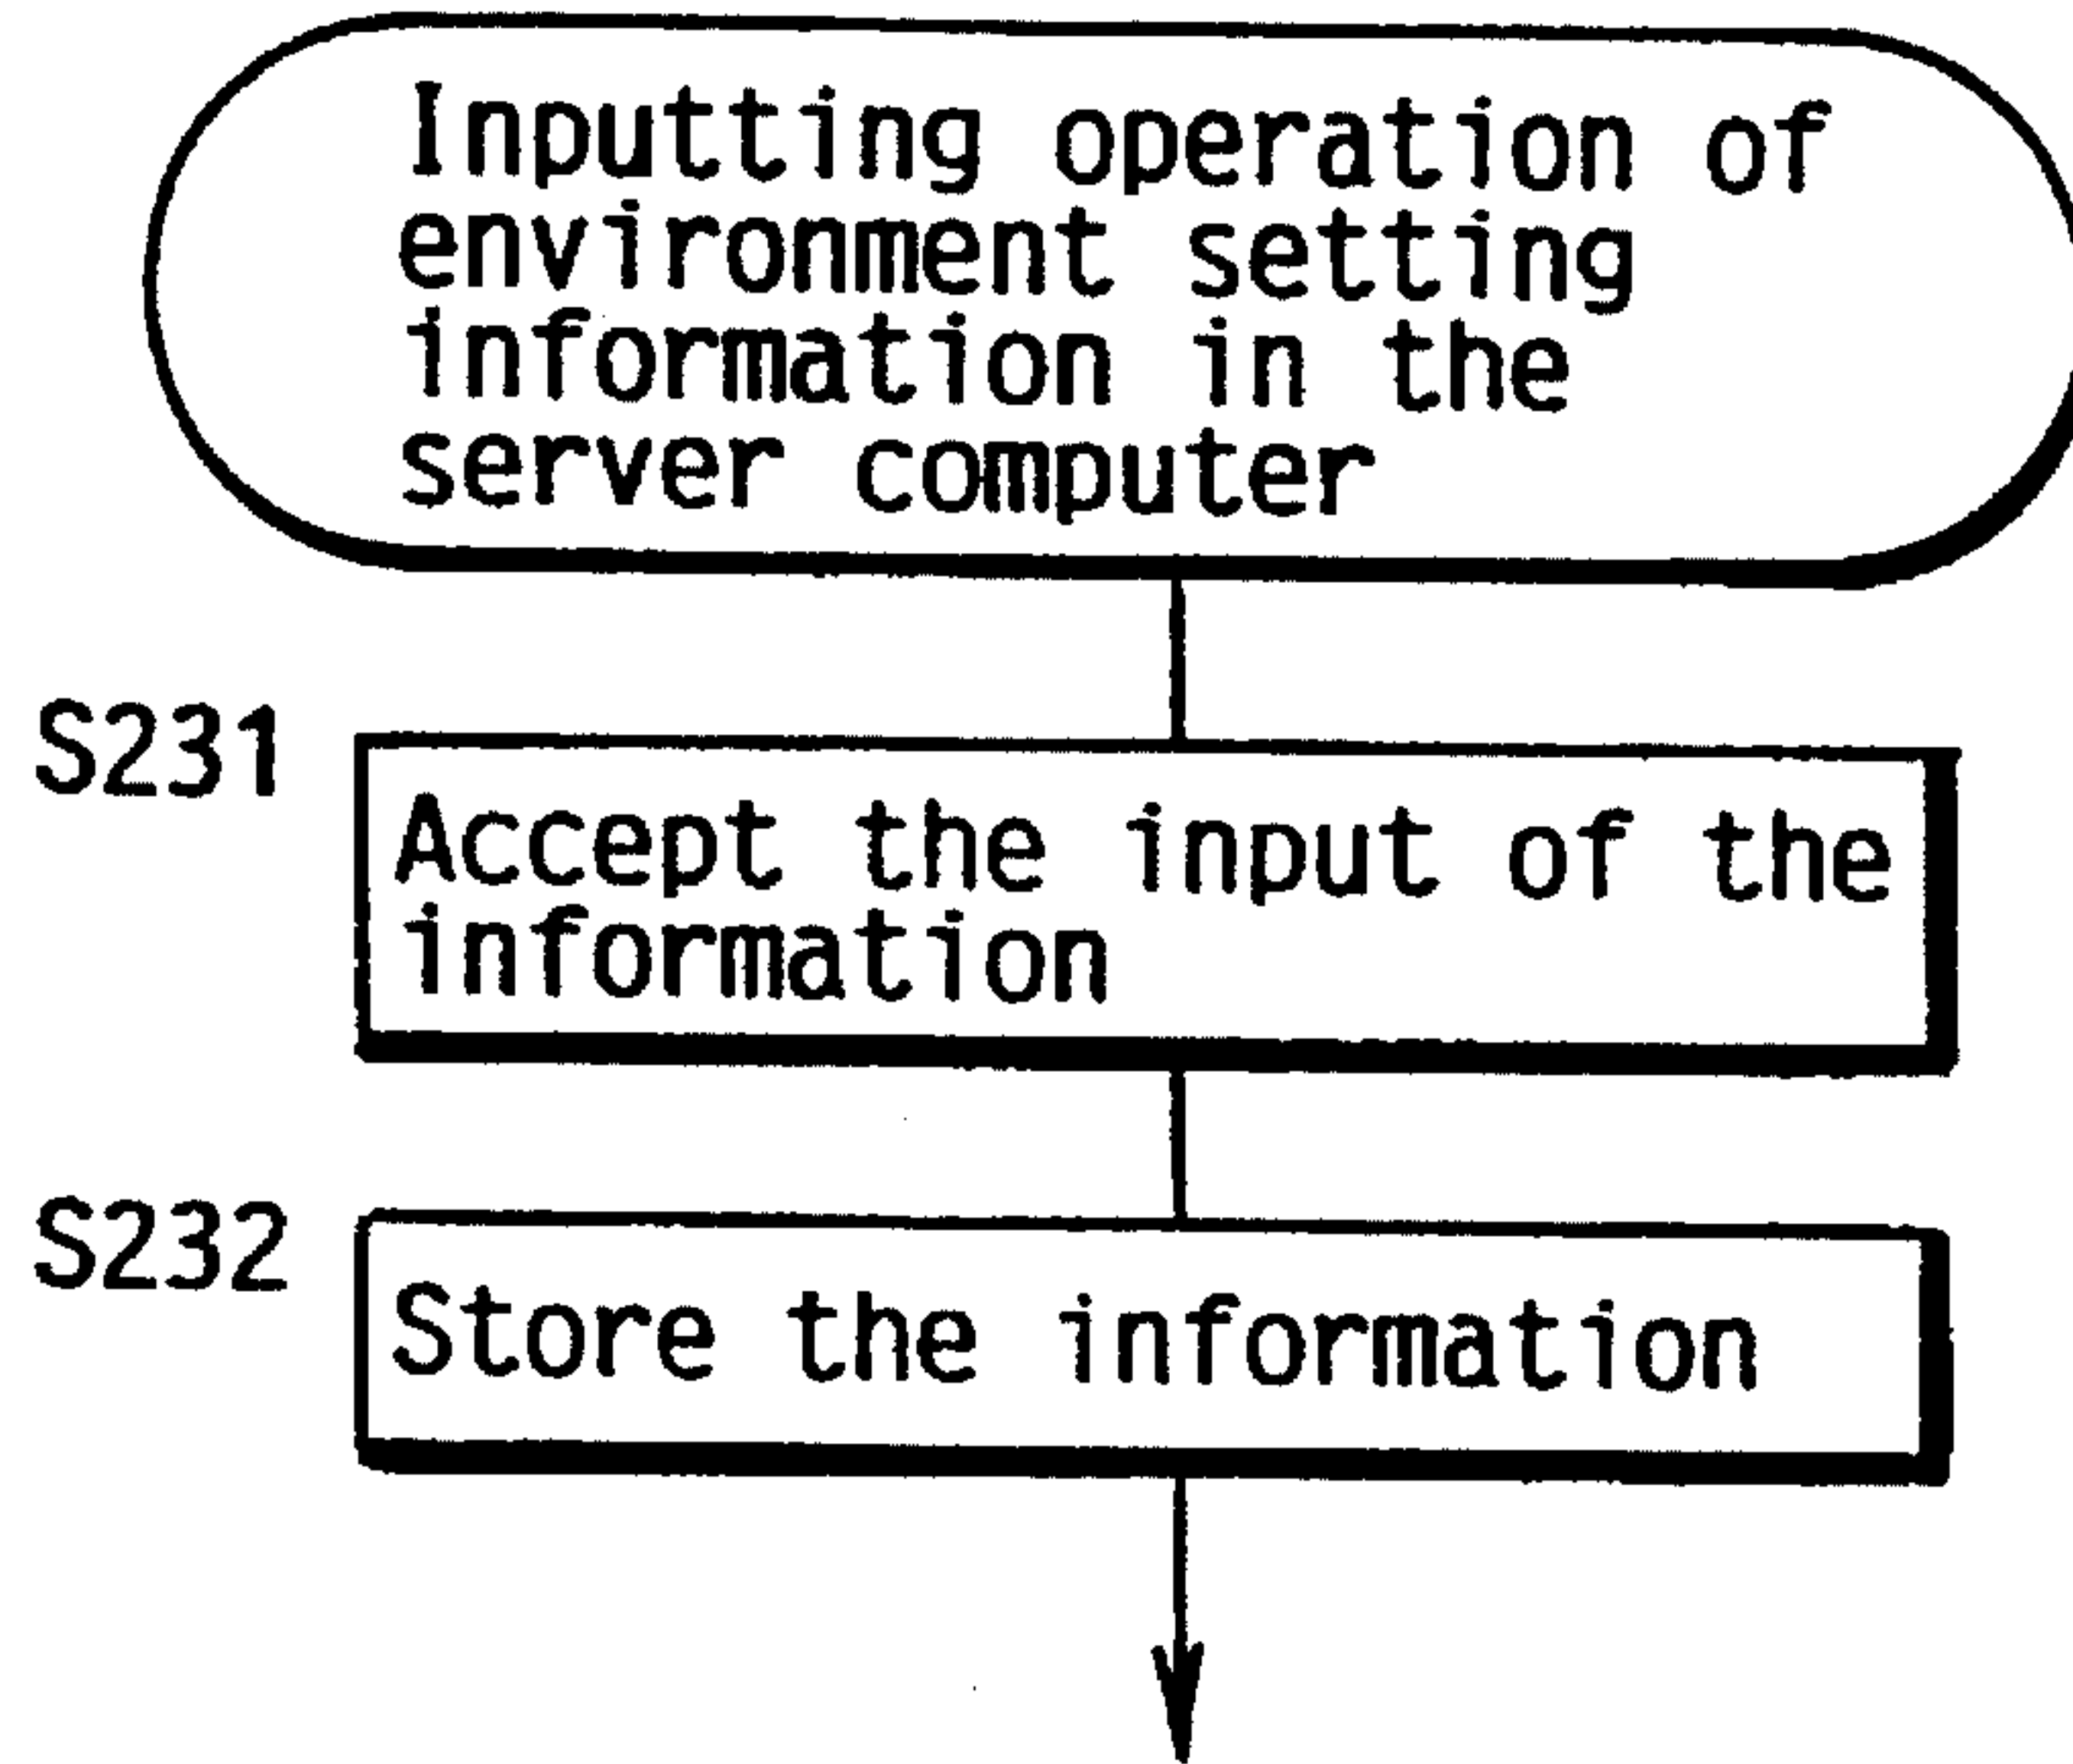 Inputting operation of
environment setting
information in the
server computer
S231
Accept the input of the
information
S232
Store the information